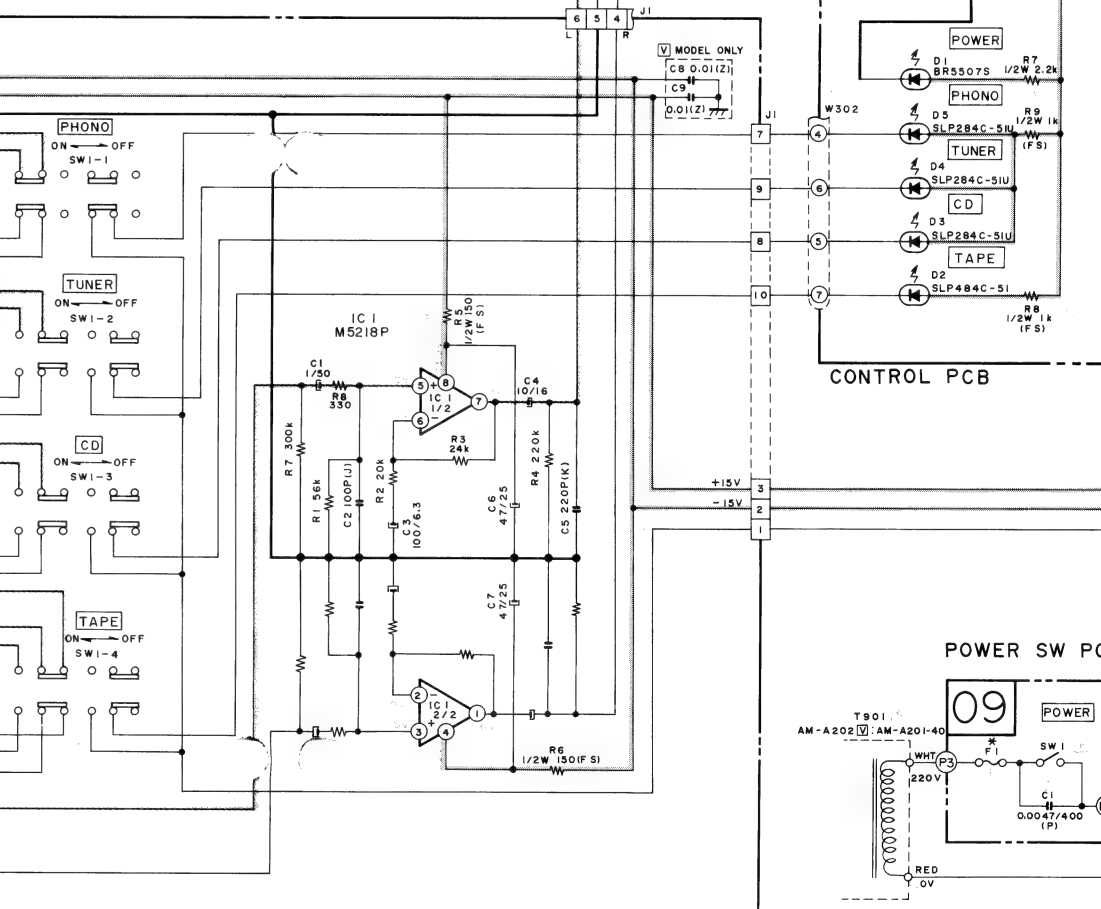 6 5 4 J1
L R
V MODEL ONLY
C8 0.01(Z)
C9
0.01(Z)
J1
W302
7 4
9 6
8 5
10 7
POWER
D1
BR5507S
R7
1/2W 2.2k
PHONO
D5
SLP284C-51U
R9
1/2W 1k
(FS)
TUNER
D4
SLP284C-51U
CD
D3
SLP284C-51U
TAPE
D2
SLP484C-51
R8
1/2W 1k
(FS)
CONTROL PCB
PHONO
ON OFF
SW1-1
TUNER
ON OFF
SW1-2
CD
ON OFF
SW1-3
TAPE
ON OFF
SW1-4
IC1
M5218P
R5
1/2W 150
(FS)
C1
1/50
R8
330
5 + 8
IC1
1/2
6 −
7
C4
10/16
R3
24k
R7 300k
R1 56k
C2 100P(J)
R2 20k
C3
100/6.3
C6
47/25
R4 220k
C5 220P(K)
C7
47/25
2 −
IC1
2/2
3 + 4
1
R6
1/2W 150(FS)
+15V 3
−15V 2
1
POWER SW PC
09
POWER
T901
AM-A202 V : AM-A201-40
WHT P3
220V
*
F1
SW1
C1
0.0047/400
(P)
RED
0V